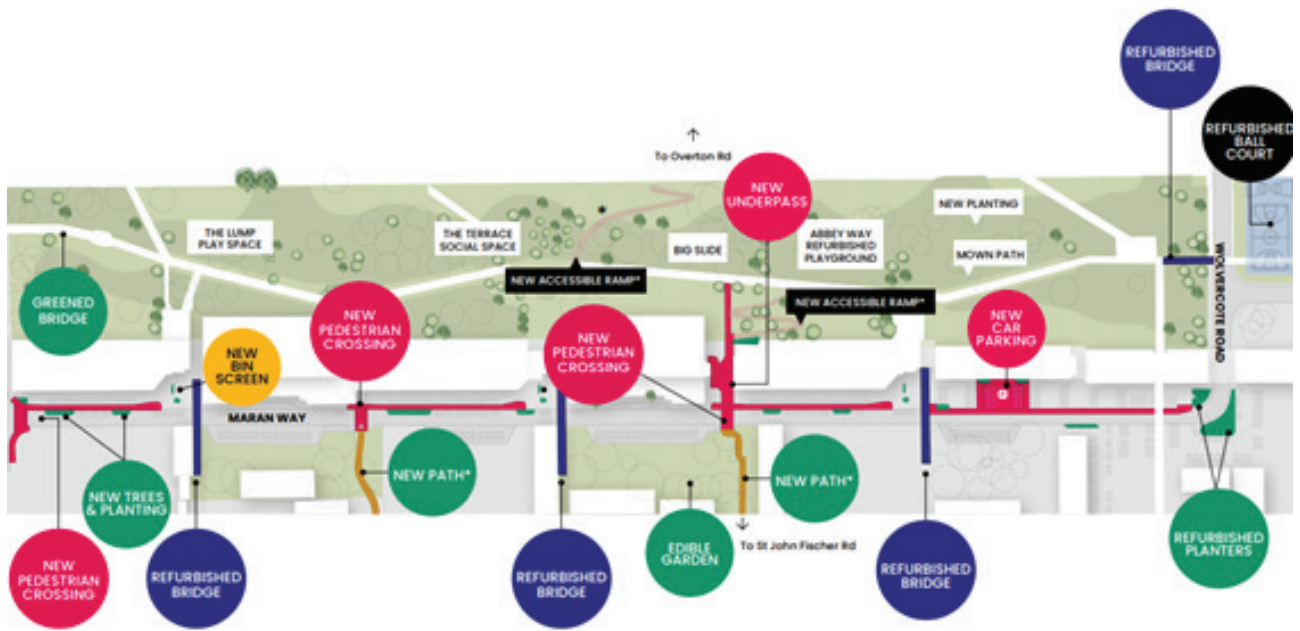 REFURBISHED
BRIDGE
REFURBISHED
BALL
COURT
To Overton Rd
NEW
UNDERPASS
NEW PLANTING
THE LUMP
PLAY SPACE
THE TERRACE
SOCIAL SPACE
BIG SLIDE
ABBEY WAY
REFURBISHED
PLAYGROUND
MOWN PATH
NEW ACCESSIBLE RAMP*
NEW ACCESSIBLE RAMP*
WOLVERCOTE ROAD
GREENED
BRIDGE
NEW
BIN
SCREEN
NEW
PEDESTRIAN
CROSSING
NEW
PEDESTRIAN
CROSSING
NEW
CAR
PARKING
MARAN WAY
NEW TREES
& PLANTING
NEW PATH*
NEW PATH*
NEW
PEDESTRIAN
CROSSING
REFURBISHED
BRIDGE
REFURBISHED
BRIDGE
EDIBLE
GARDEN
To St John Fischer Rd
REFURBISHED
BRIDGE
REFURBISHED
PLANTERS